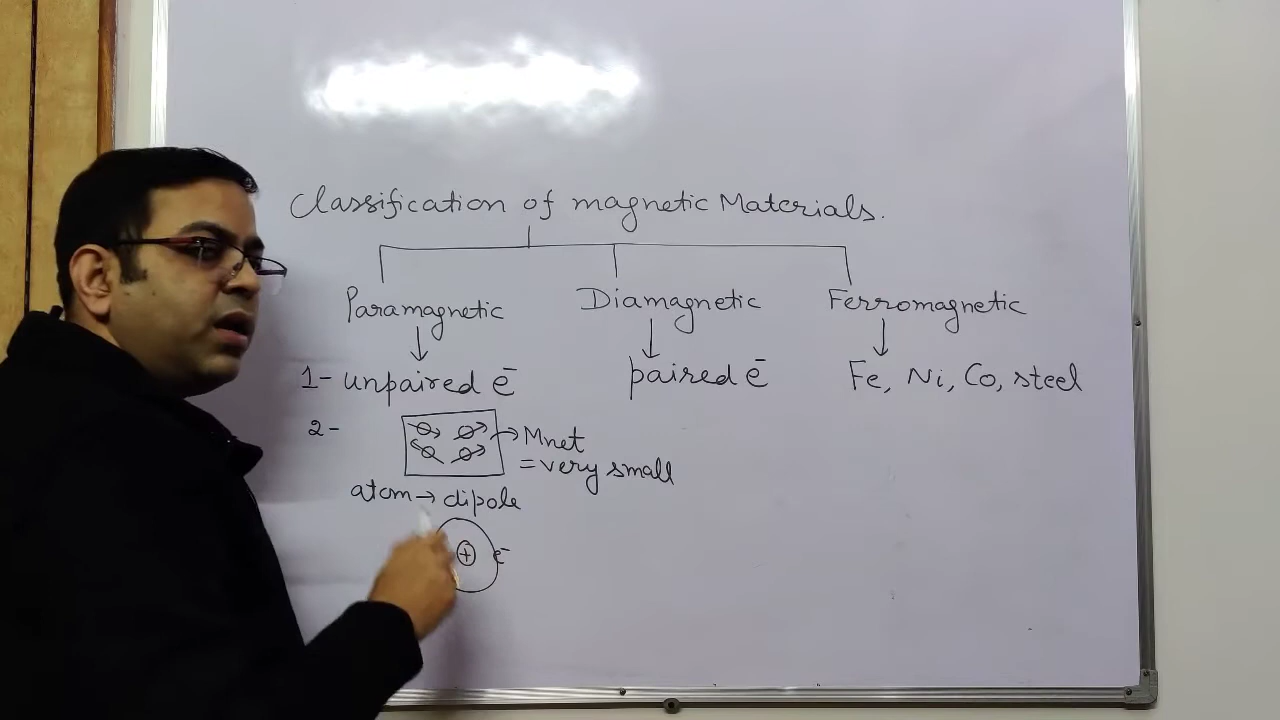 Classification of magnetic Materials.
Paramagnetic Diamagnetic Ferromagnetic
1- unpaired e⁻ paired e⁻ Fe, Ni, Co, steel
2- → Mnet
= very small
atom → dipole
+ e⁻